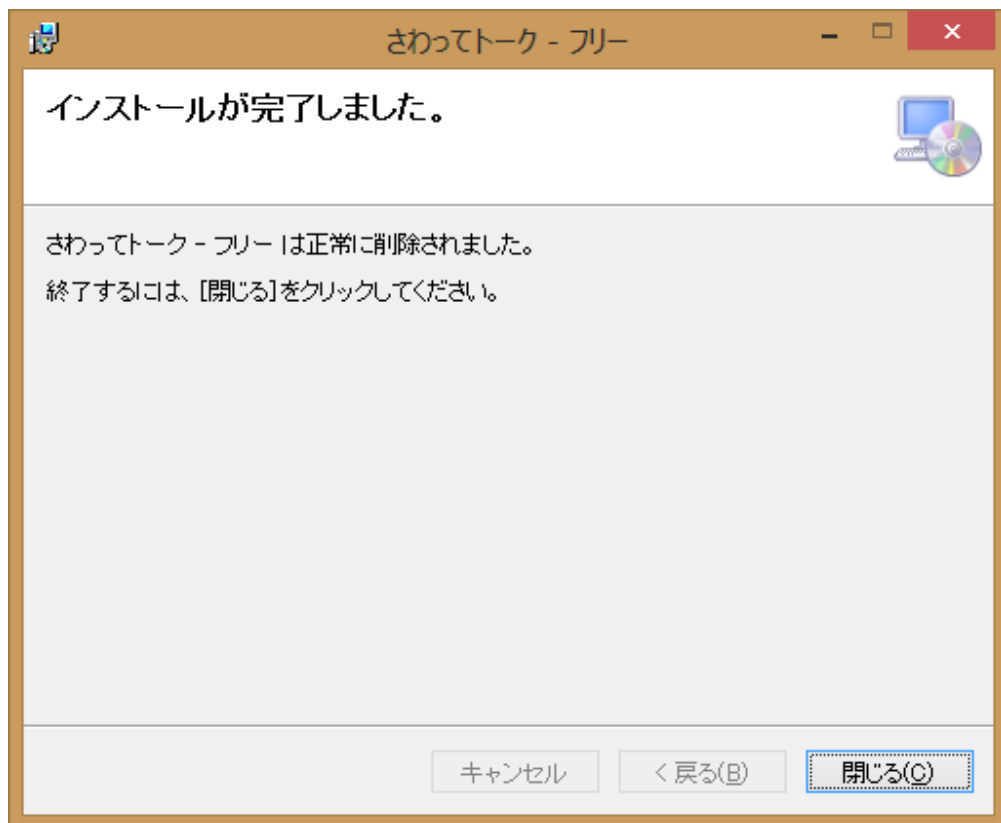 さわってトーク - フリー
インストールが完了しました。
さわってトーク - フリー は正常に削除されました。
終了するには、[閉じる]をクリックしてください。
キャンセル
< 戻る(B)
閉じる(C)